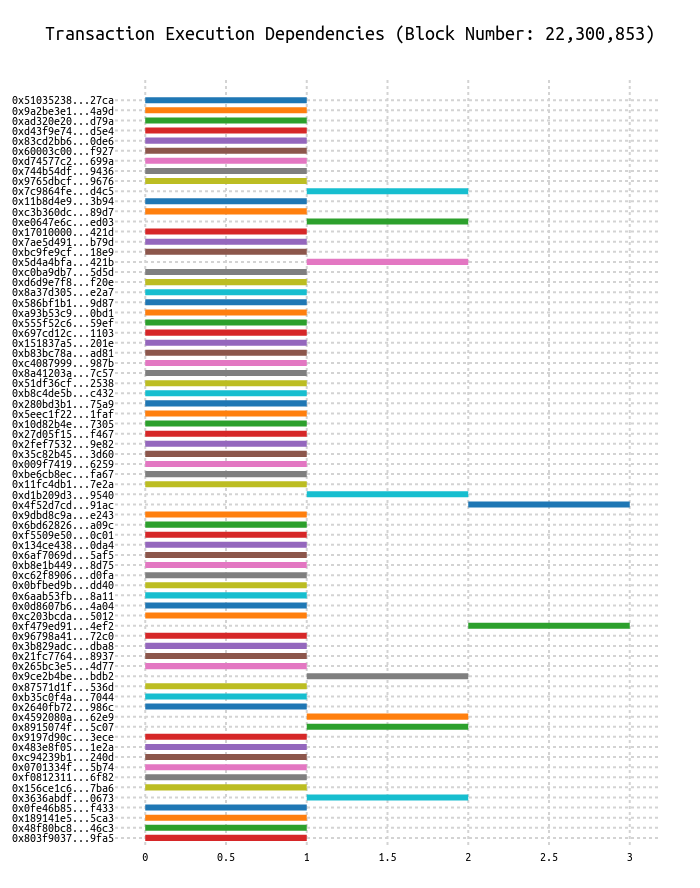 Transaction Execution Dependencies (Block Number: 22,300,853)
0x51035238...27ca
0x9a2be3e1...4a9d
0xad320e20...d79a
0xd43f9e74...d5e4
0x83cd2bb6...0de6
0x60003c00...f927
0xd74577c2...699a
0x744b54df...9436
0x9765dbcf...9676
0x7c9864fe...d4c5
0x11b8d4e9...3b94
0xc3b360dc...89d7
0xe0647e6c...ed03
0x17010000...421d
0x7ae5d491...b79d
0xbc9fe9cf...18e9
0x5d4a4bfa...421b
0xc0ba9db7...5d5d
0xd6d9e7f8...f20e
0x8a37d305...e2a7
0x586bf1b1...9d87
0xa93b53c9...0bd1
0x555f52c6...59ef
0x697cd12c...1103
0x151837a5...201e
0xb83bc78a...ad81
0xc4087999...987b
0x8a41203a...7c57
0x51df36cf...2538
0xb8c4de5b...c432
0x280bd3b1...75a9
0x5eec1f22...1faf
0x10d82b4e...7305
0x27d05f15...f467
0x2fef7532...9e82
0x35c82b45...3d60
0x009f7419...6259
0xbe6cb8ec...fa67
0x11fc4db1...7e2a
0xd1b209d3...9540
0x4f52d7cd...91ac
0x9dbd8c9a...e243
0x6bd62826...a09c
0xf5509e50...0c01
0x134ce438...0da4
0x6af7069d...5af5
0xb8e1b449...8d75
0xc62f8906...d0fa
0x0bfbed9b...dd40
0x6aab53fb...8a11
0x0d8607b6...4a04
0xc203bcda...5012
0xf479ed91...4ef2
0x96798a41...72c0
0x3b829adc...dba8
0x21fc7764...8937
0x265bc3e5...4d77
0x9ce2b4be...bdb2
0x87571d1f...536d
0xb35c0f4a...7044
0x2640fb72...986c
0x4592080a...62e9
0x8915074f...5c07
0x9197d90c...3ece
0x483e8f05...1e2a
0xc94239b1...240d
0x0701334f...5b74
0xf0812311...6f82
0x156ce1c6...7ba6
0x3636abdf...0673
0x0fe46b85...f433
0x189141e5...5ca3
0x48f80bc8...46c3
0x803f9037...9fa5
0 0.5 1 1.5 2 2.5 3